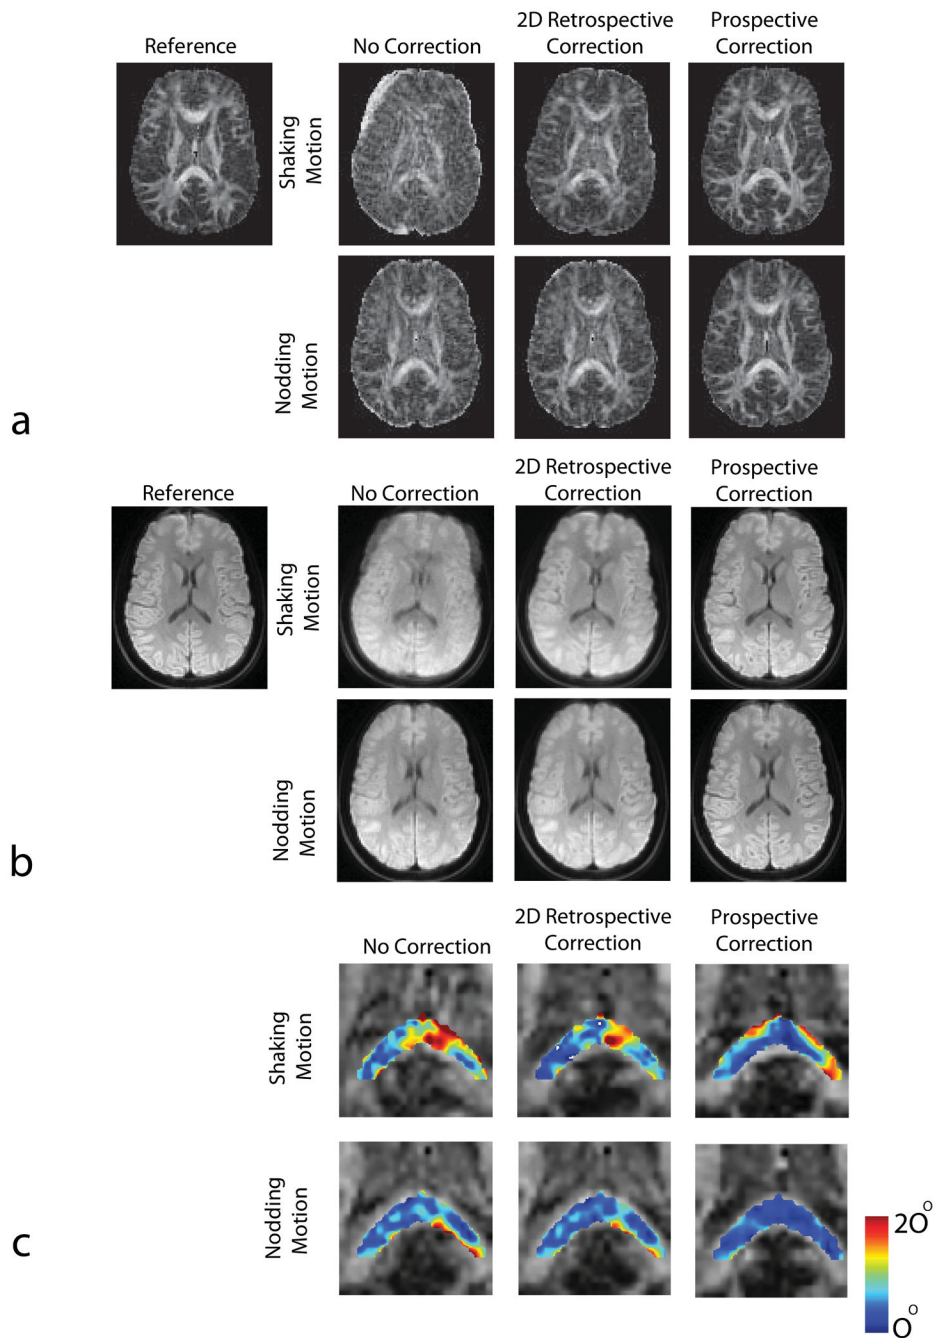 2D Retrospective
Correction
Prospective
Correction
Reference
No Correction
Shaking
Motion
Nodding
Motion
a
2D Retrospective
Correction
Prospective
Correction
Reference
No Correction
Shaking
Motion
Nodding
Motion
b
2D Retrospective
Correction
Prospective
Correction
No Correction
Shaking
Motion
Nodding
Motion
c
20°
0°